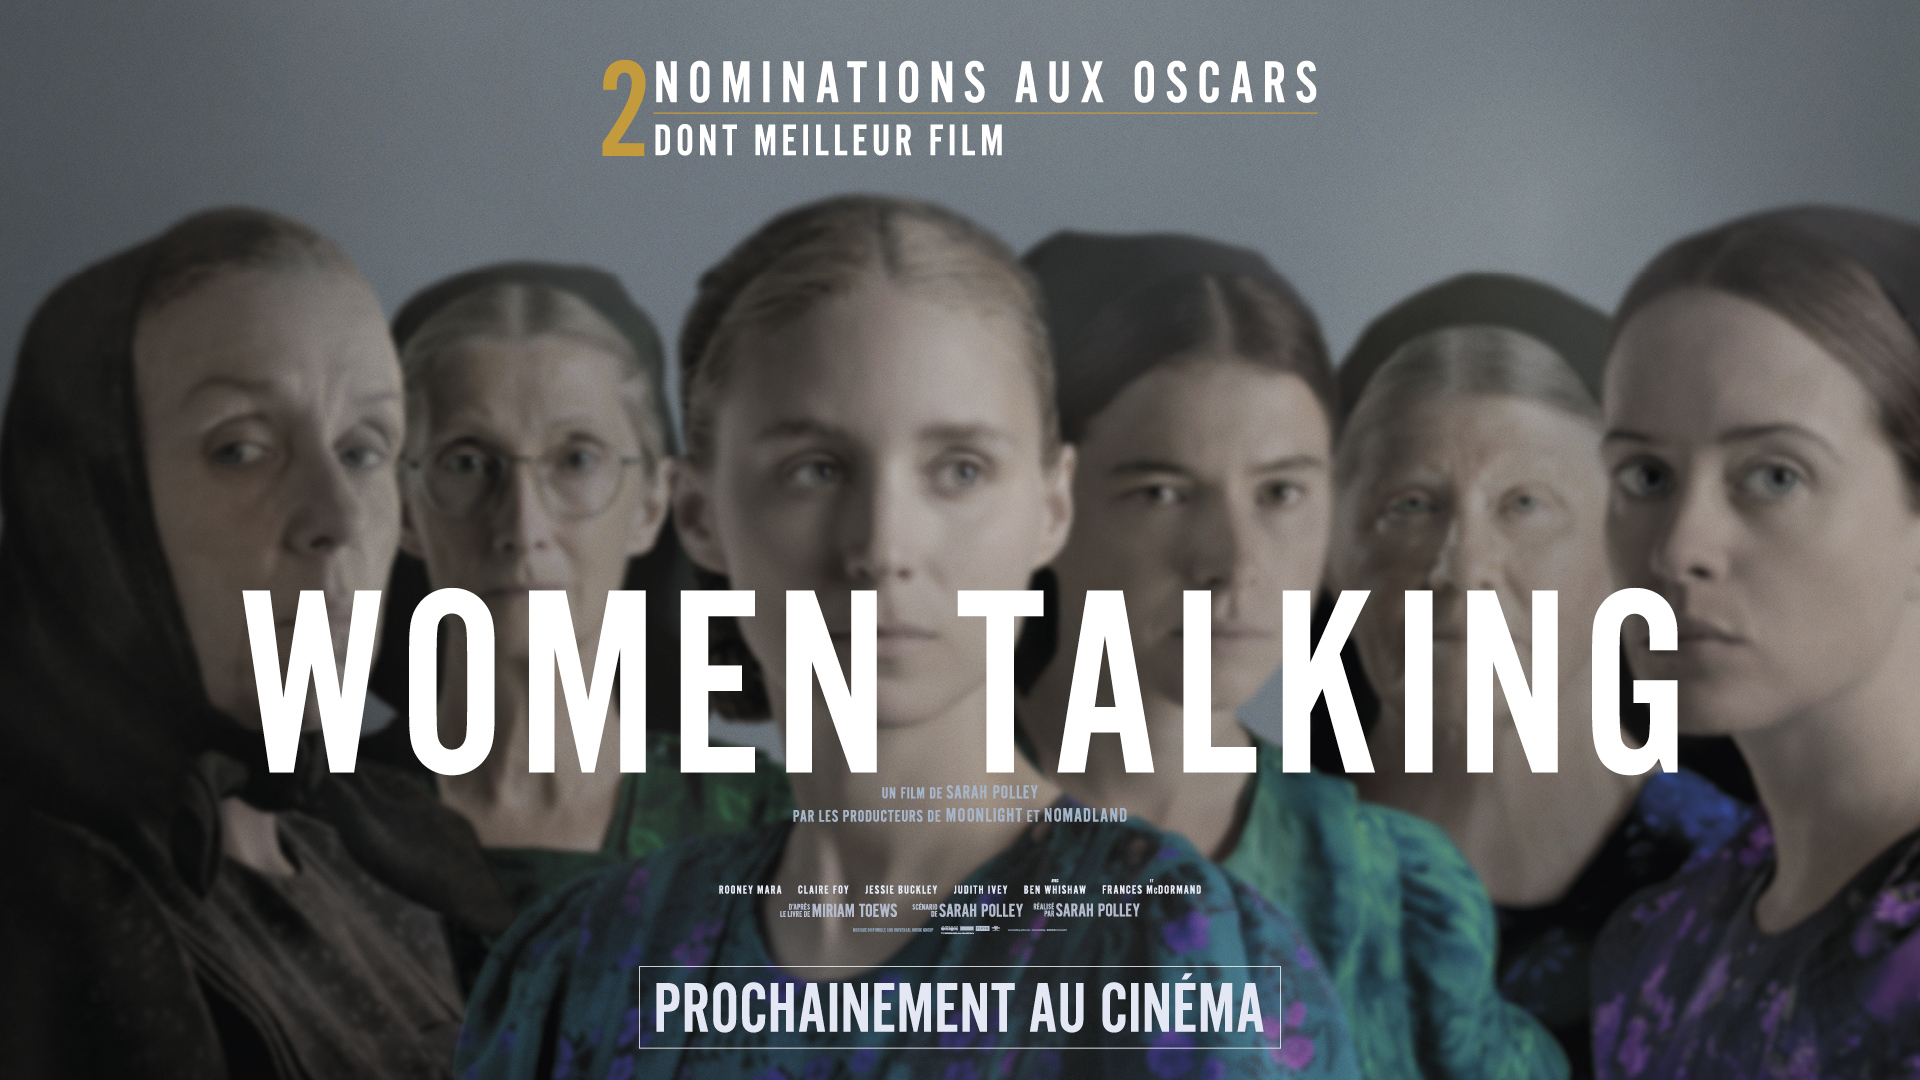 2 NOMINATIONS AUX OSCARS
DONT MEILLEUR FILM
WOMEN TALKING
UN FILM DE SARAH POLLEY
PAR LES PRODUCTEURS DE MOONLIGHT ET NOMADLAND
ROONEY MARA CLAIRE FOY JESSIE BUCKLEY JUDITH IVEY AVEC BEN WHISHAW ET FRANCES McDORMAND
D'APRÈS LE LIVRE DE MIRIAM TOEWS SCÉNARIO DE SARAH POLLEY RÉALISÉ PAR SARAH POLLEY
PROCHAINEMENT AU CINÉMA